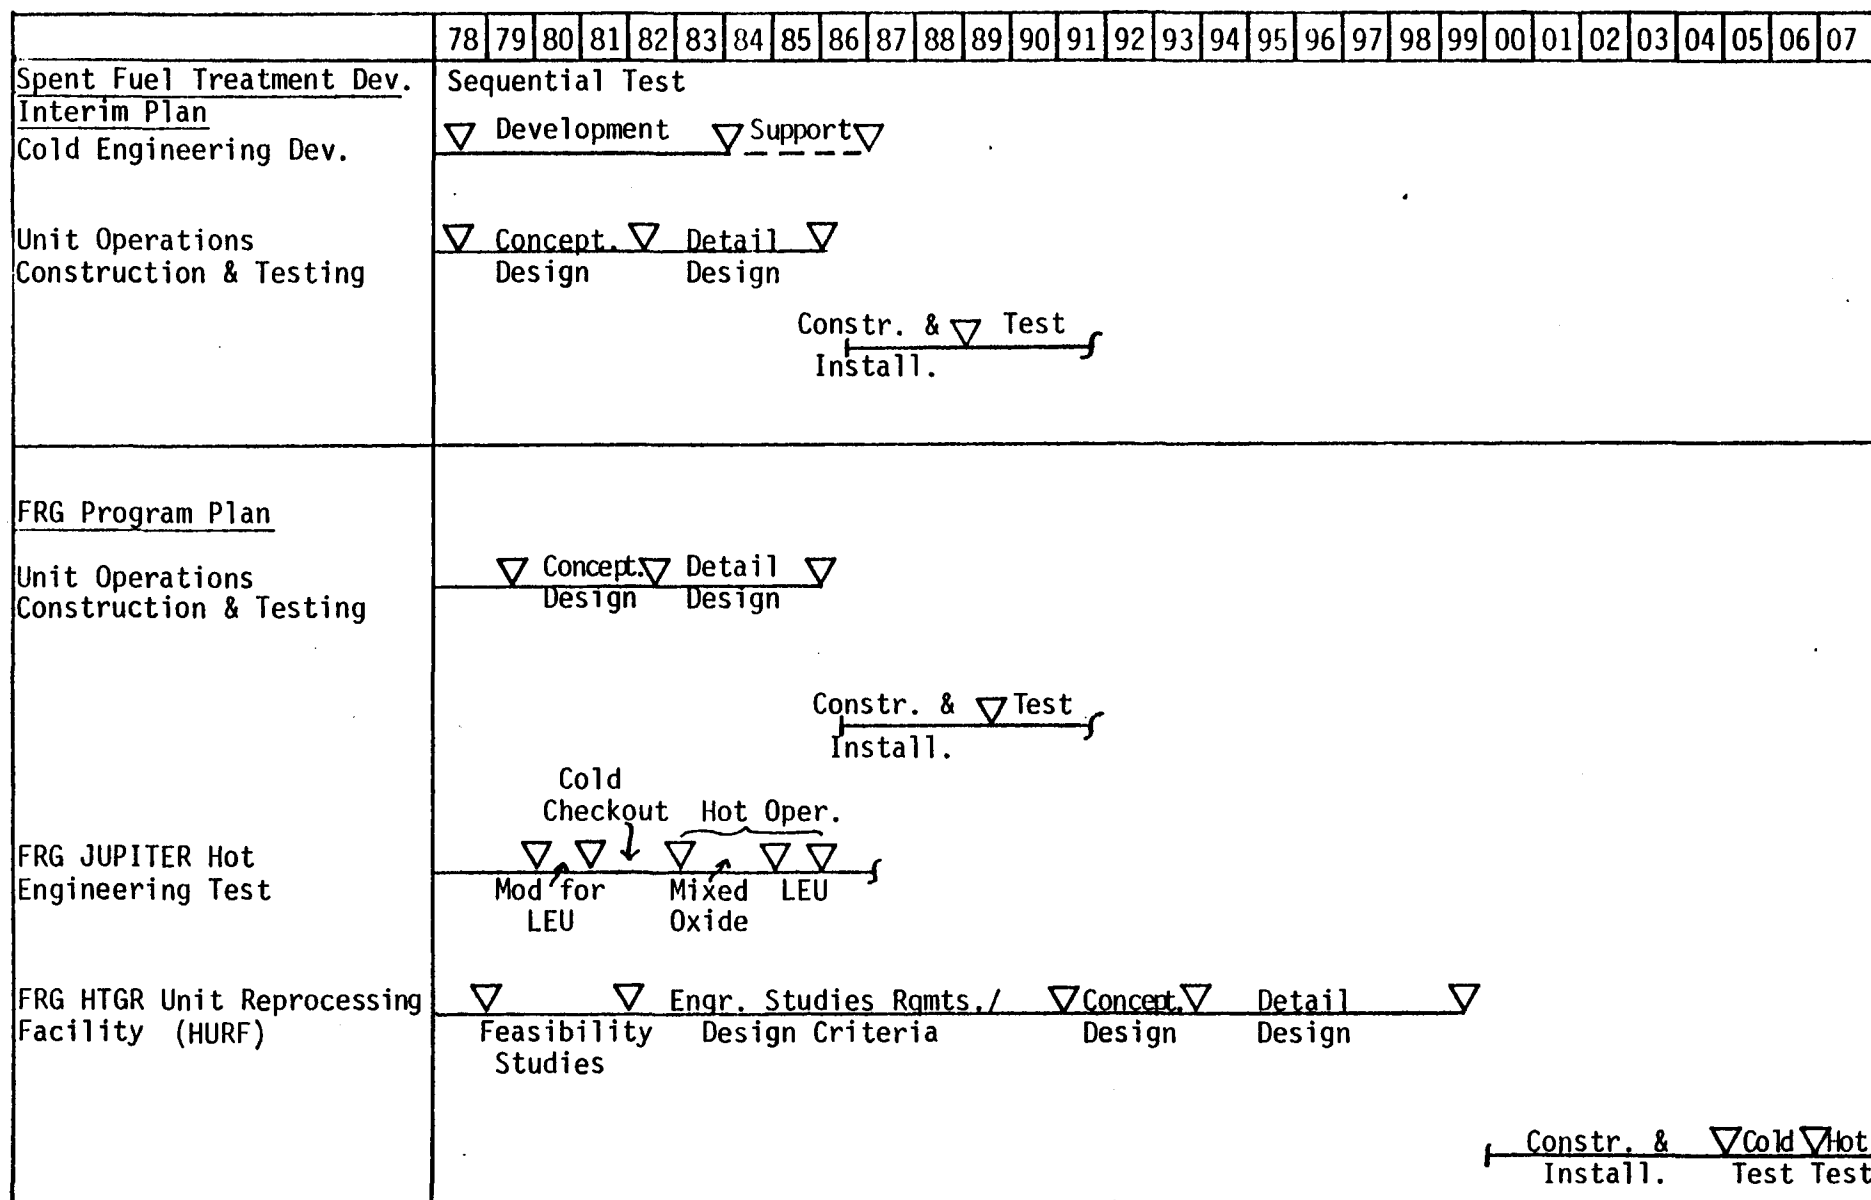 78 79 80 81 82 83 84 85 86 87 88 89 90 91 92 93 94 95 96 97 98 99 00 01 02 03 04 05 06 07
Spent Fuel Treatment Dev.
Interim Plan
Cold Engineering Dev.
Sequential Test
Development Support
Unit Operations
Construction & Testing
Concept. Detail
Design Design
Constr. & Test
Install.
FRG Program Plan
Unit Operations
Construction & Testing
Concept. Detail
Design Design
Constr. & Test
Install.
Cold
Checkout Hot Oper.
FRG JUPITER Hot
Engineering Test
Mod for Mixed LEU
LEU Oxide
FRG HTGR Unit Reprocessing
Facility (HURF)
Engr. Studies Rqmts./ Concept. Detail
Feasibility Design Criteria Design Design
Studies
Constr. & Cold Hot
Install. Test Test